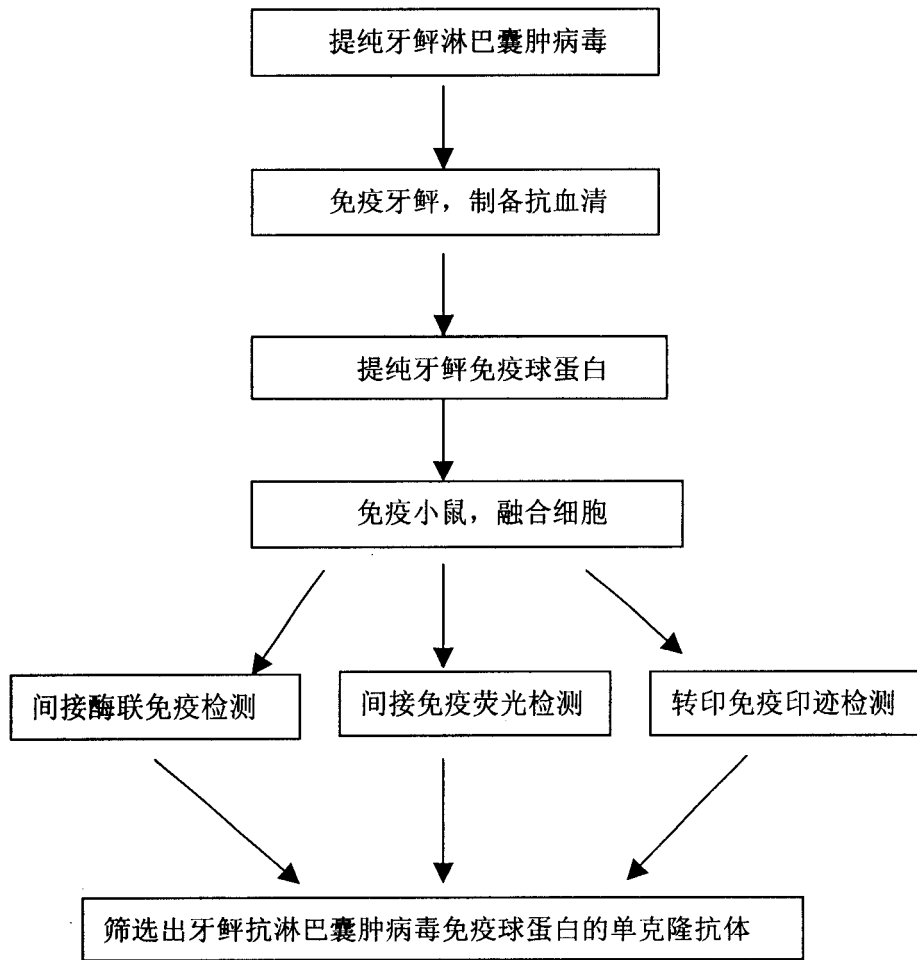 提纯牙鲆淋巴囊肿病毒
免疫牙鲆，制备抗血清
提纯牙鲆免疫球蛋白
免疫小鼠，融合细胞
间接酶联免疫检测
间接免疫荧光检测
转印免疫印迹检测
筛选出牙鲆抗淋巴囊肿病毒免疫球蛋白的单克隆抗体